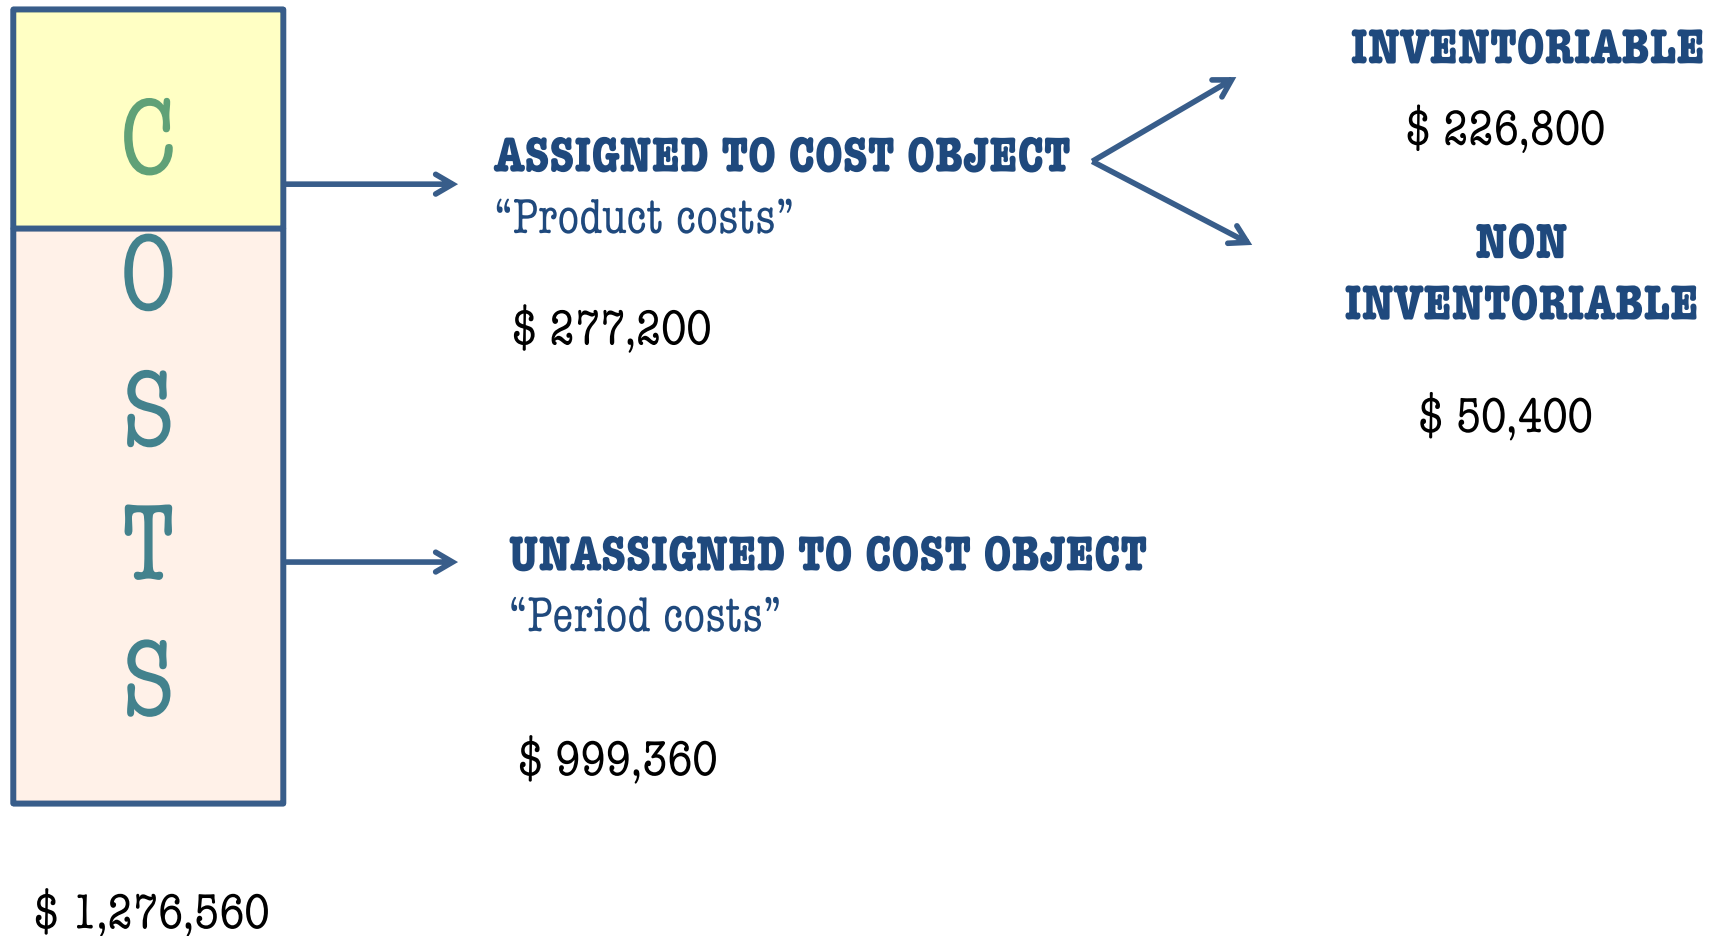 COSTS
$ 1,276,560
ASSIGNED TO COST OBJECT
“Product costs”
$ 277,200
INVENTORIABLE
$ 226,800
NON
INVENTORIABLE
$ 50,400
UNASSIGNED TO COST OBJECT
“Period costs”
$ 999,360